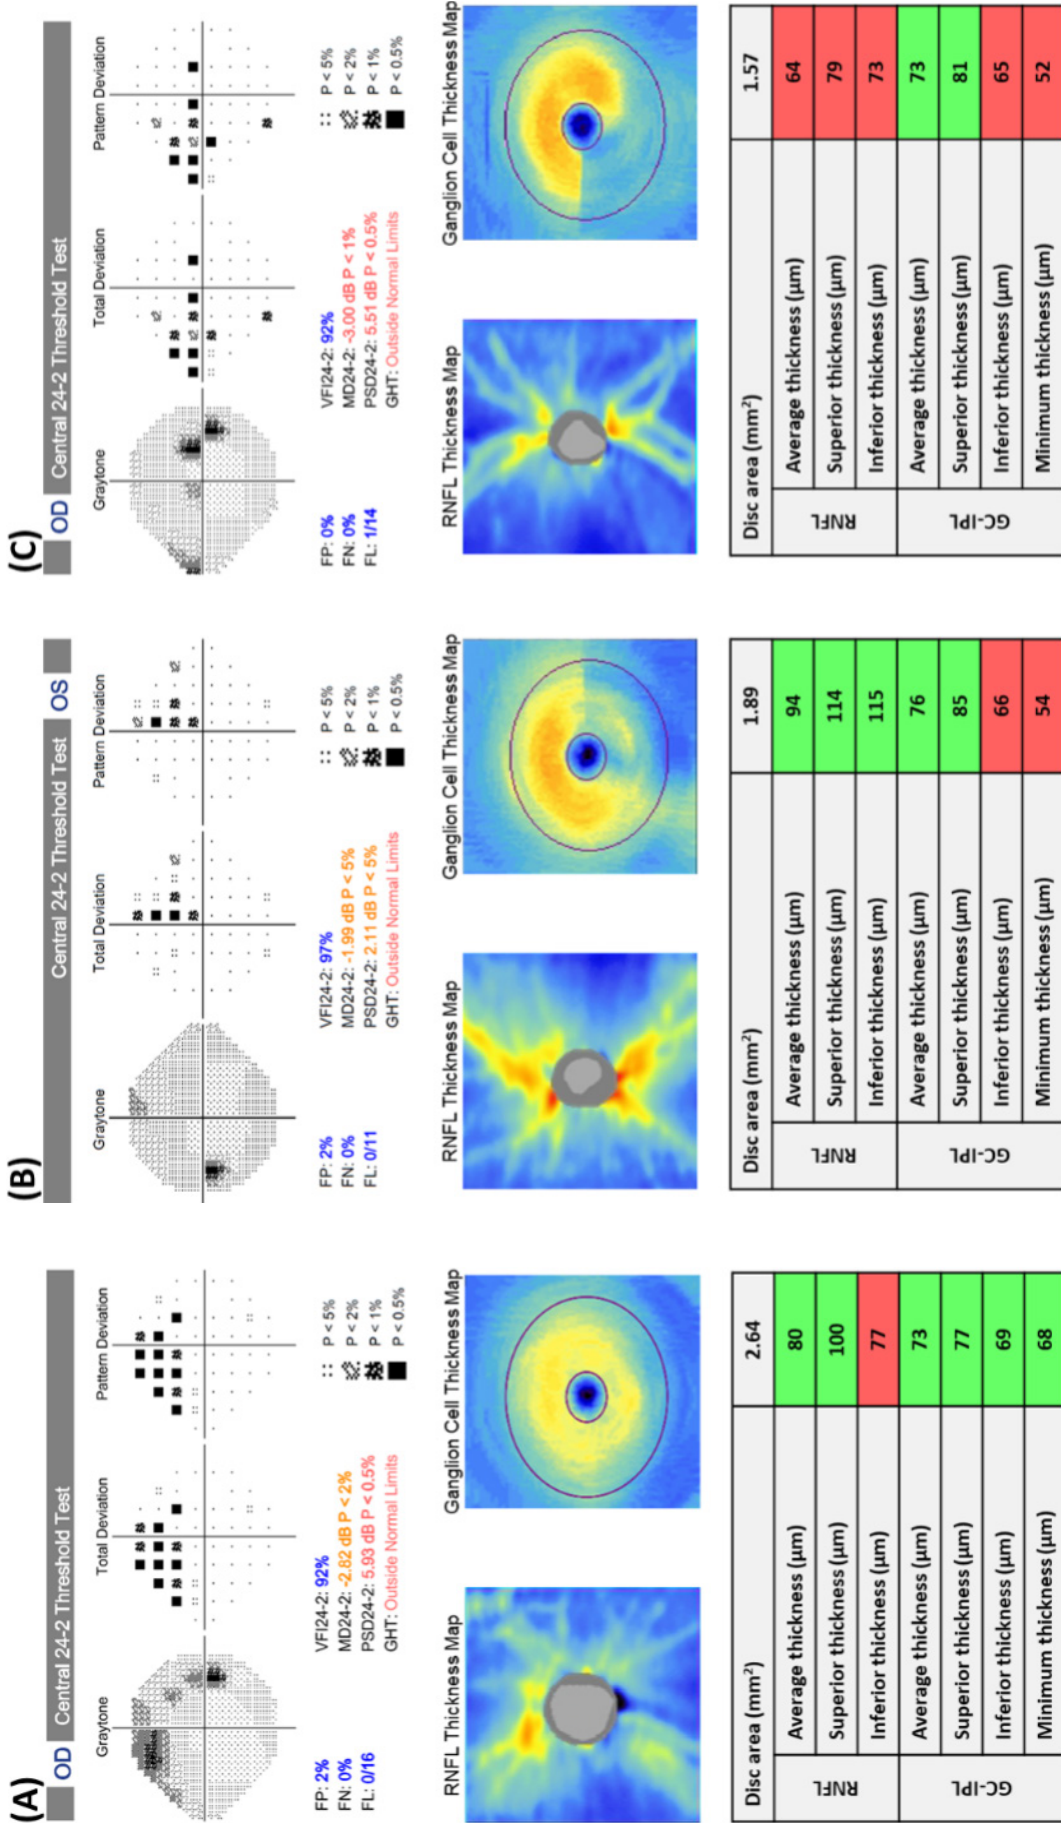 (A)
OD Central 24-2 Threshold Test
Graytone
Total Deviation
Pattern Deviation
FP: 2%
FN: 0%
FL: 0/16
VFI24-2: 92%
MD24-2: -2.82 dB P < 2%
PSD24-2: 5.93 dB P < 0.5%
GHT: Outside Normal Limits
P < 5%
P < 2%
P < 1%
P < 0.5%
RNFL Thickness Map
Ganglion Cell Thickness Map
Disc area (mm²) 2.64
RNFL
Average thickness (µm) 80
Superior thickness (µm) 100
Inferior thickness (µm) 77
GC-IPL
Average thickness (µm) 73
Superior thickness (µm) 77
Inferior thickness (µm) 69
Minimum thickness (µm) 68
(B)
Central 24-2 Threshold Test OS
Graytone
Total Deviation
Pattern Deviation
FP: 2%
FN: 0%
FL: 0/11
VFI24-2: 97%
MD24-2: -1.99 dB P < 5%
PSD24-2: 2.11 dB P < 5%
GHT: Outside Normal Limits
P < 5%
P < 2%
P < 1%
P < 0.5%
RNFL Thickness Map
Ganglion Cell Thickness Map
Disc area (mm²) 1.89
RNFL
Average thickness (µm) 94
Superior thickness (µm) 114
Inferior thickness (µm) 115
GC-IPL
Average thickness (µm) 76
Superior thickness (µm) 85
Inferior thickness (µm) 66
Minimum thickness (µm) 54
(C)
OD Central 24-2 Threshold Test
Graytone
Total Deviation
Pattern Deviation
FP: 0%
FN: 0%
FL: 1/14
VFI24-2: 92%
MD24-2: -3.00 dB P < 1%
PSD24-2: 5.51 dB P < 0.5%
GHT: Outside Normal Limits
P < 5%
P < 2%
P < 1%
P < 0.5%
RNFL Thickness Map
Ganglion Cell Thickness Map
Disc area (mm²) 1.57
RNFL
Average thickness (µm) 64
Superior thickness (µm) 79
Inferior thickness (µm) 73
GC-IPL
Average thickness (µm) 73
Superior thickness (µm) 81
Inferior thickness (µm) 65
Minimum thickness (µm) 52